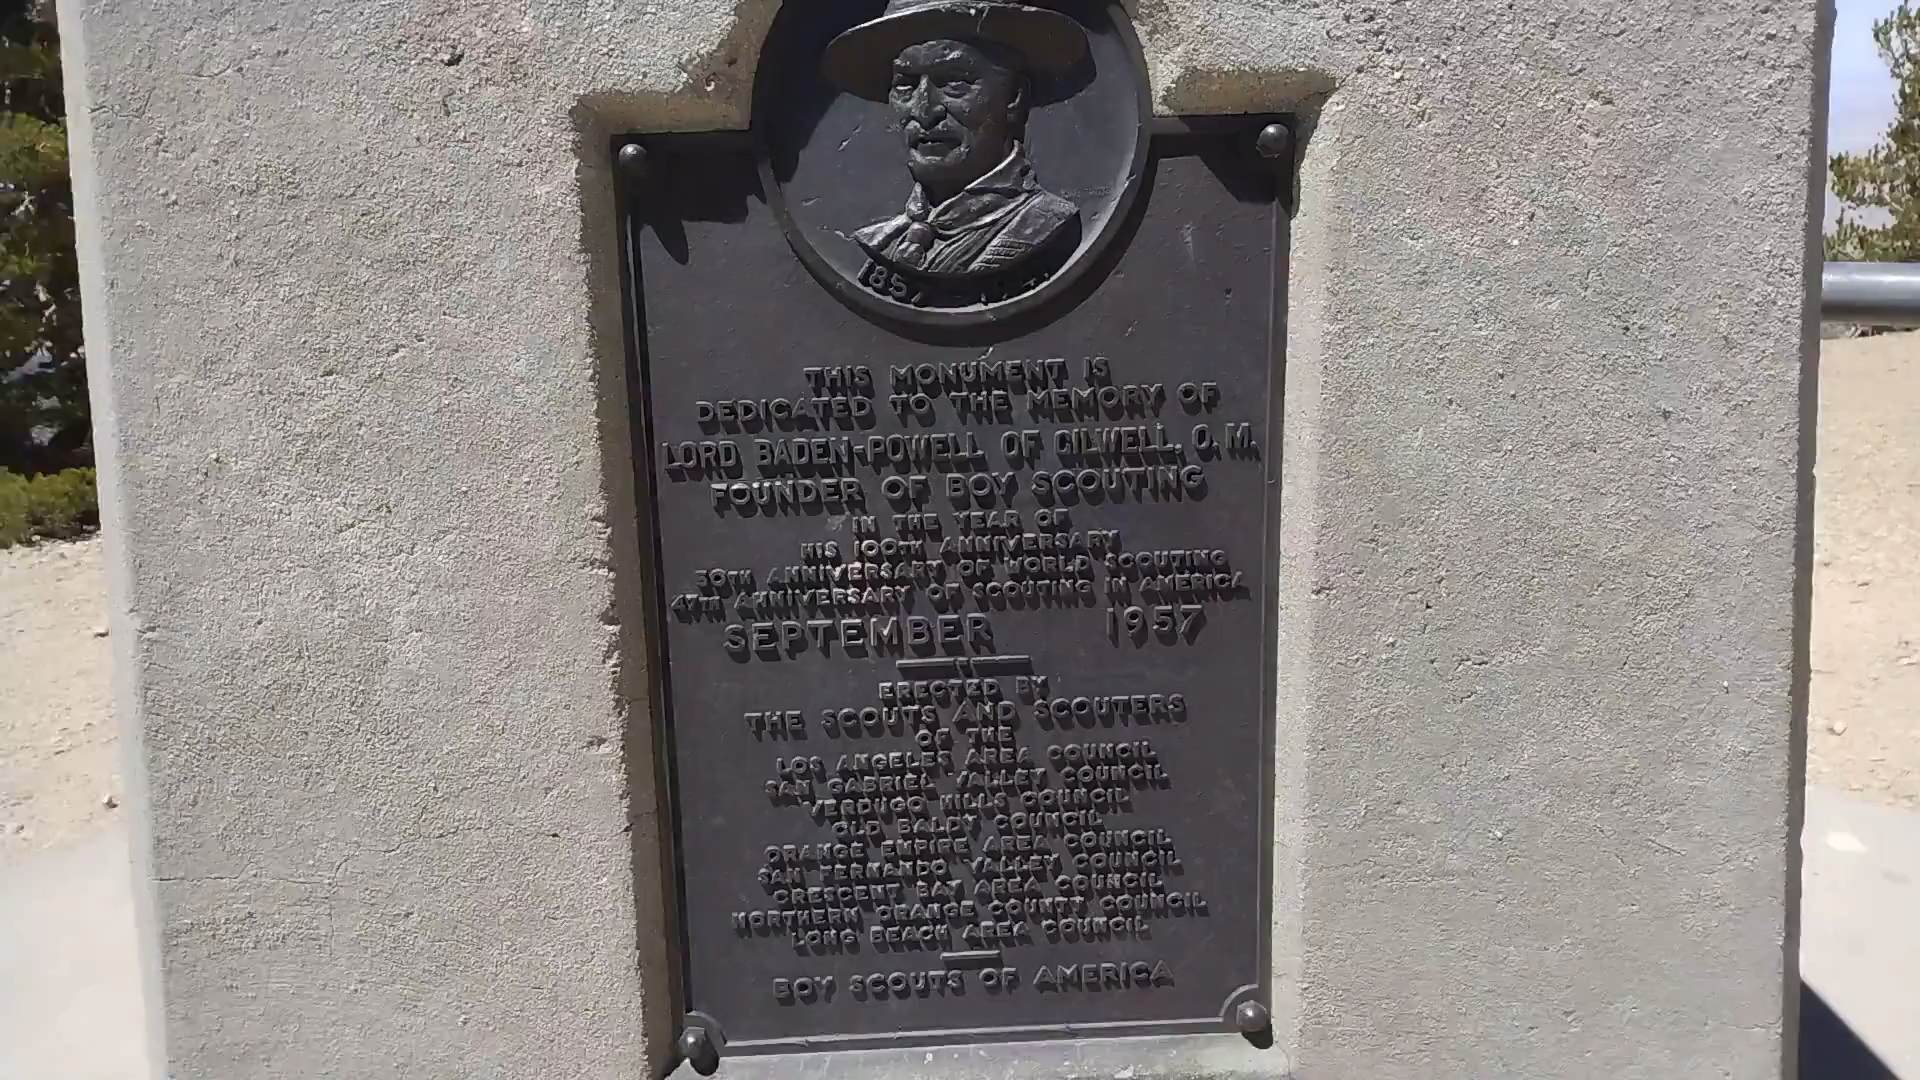 THIS MONUMENT IS
DEDICATED TO THE MEMORY OF
LORD BADEN-POWELL OF GILWELL, O. M.
FOUNDER OF BOY SCOUTING
IN THE YEAR OF
HIS 100TH ANNIVERSARY
50TH ANNIVERSARY OF WORLD SCOUTING
47TH ANNIVERSARY OF SCOUTING IN AMERICA
SEPTEMBER 1957
ERECTED BY
THE SCOUTS AND SCOUTERS
OF THE
LOS ANGELES AREA COUNCIL
SAN GABRIEL VALLEY COUNCIL
VERDUGO HILLS COUNCIL
OLD BALDY COUNCIL
ORANGE EMPIRE AREA COUNCIL
SAN FERNANDO VALLEY COUNCIL
CRESCENT BAY AREA COUNCIL
NORTHERN ORANGE COUNTY COUNCIL
LONG BEACH AREA COUNCIL
BOY SCOUTS OF AMERICA